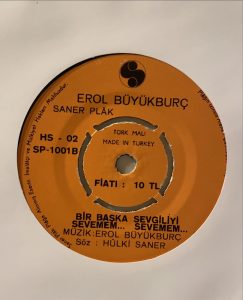 EROL BÜYÜKBURÇ
SANER PLÂK
HS - 02
SP-1001B
TÜRK MALI
MADE IN TURKEY
FİATI : 10 TL
BİR BAŞKA SEVGİLİYİ
SEVEMEM... SEVEMEM...
MÜZİK:EROL BÜYÜKBURÇ
Söz : HÜLKİ SANER